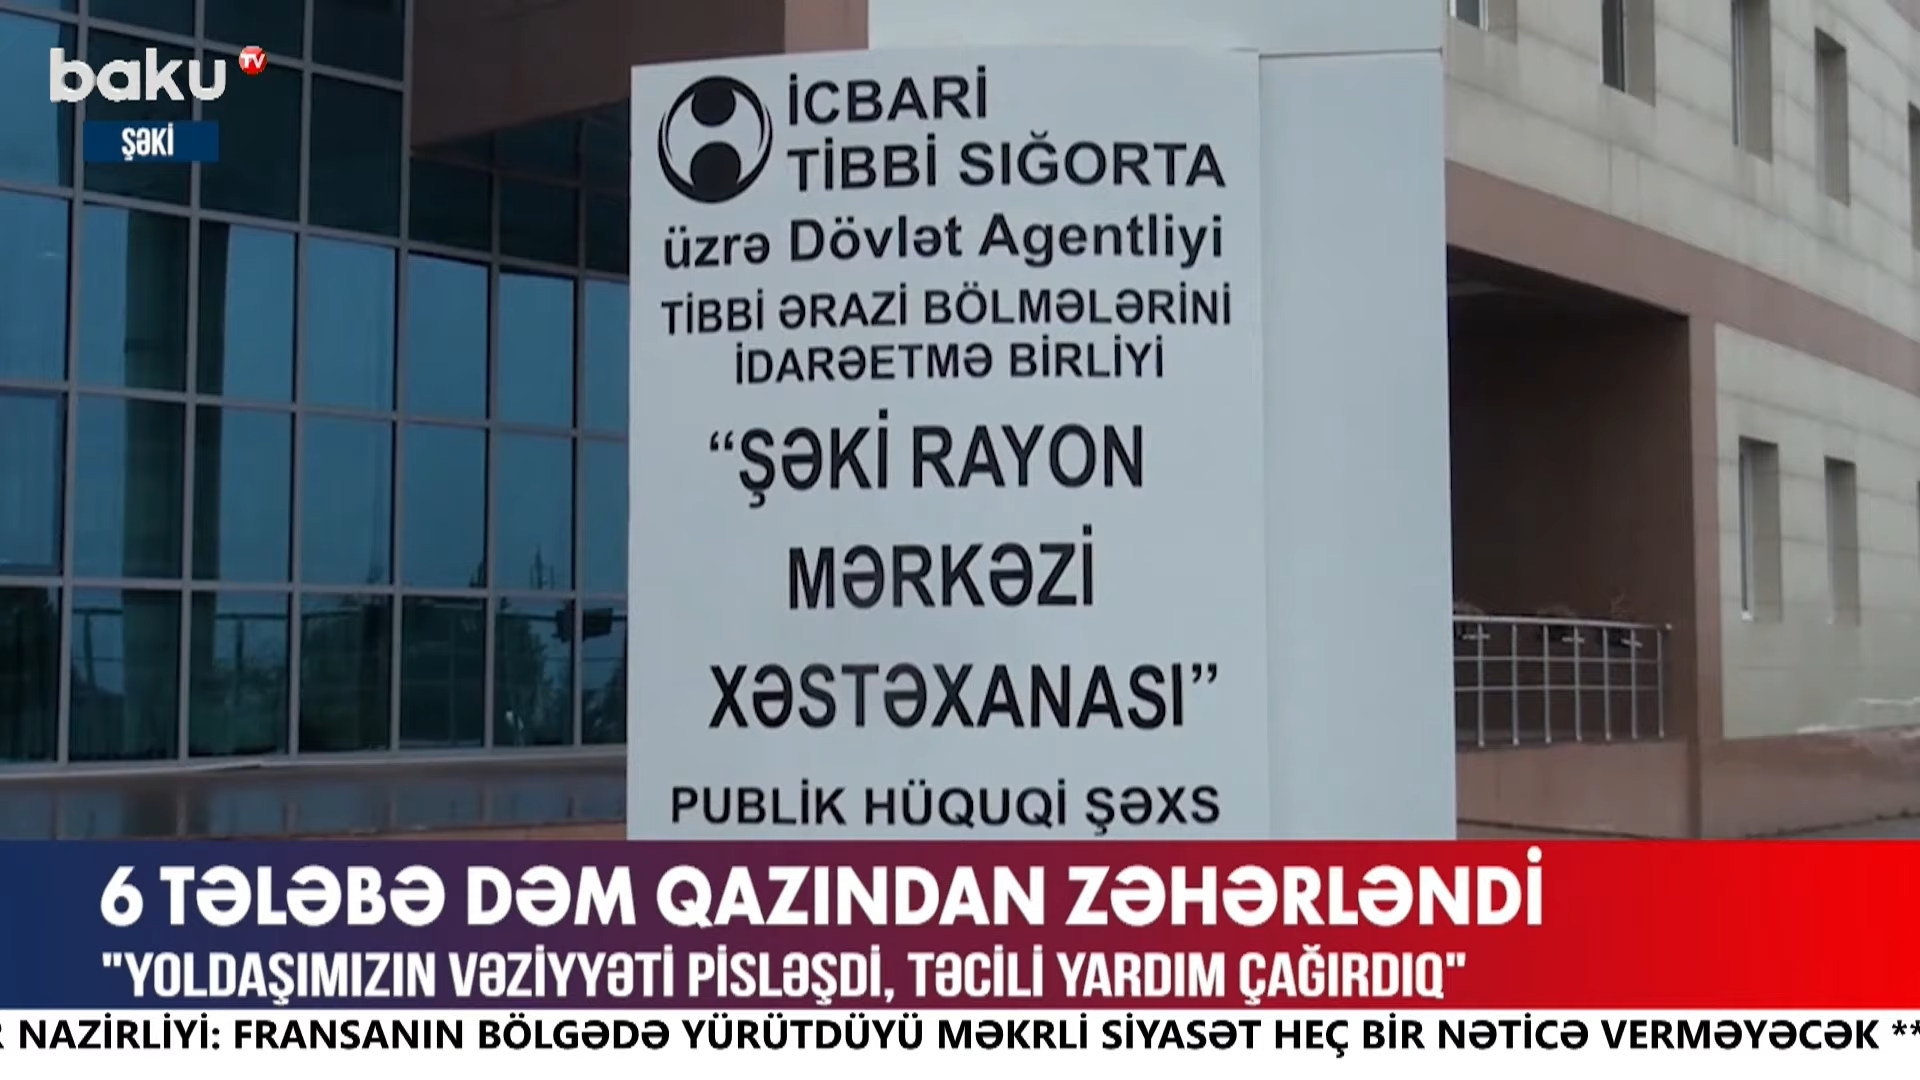 baku TV
ŞƏKİ
İCBARİ
TİBBİ SIĞORTA
üzrə Dövlət Agentliyi
TİBBİ ƏRAZİ BÖLMƏLƏRİNİ
İDARƏETMƏ BİRLİYİ
“ŞƏKİ RAYON
MƏRKƏZİ
XƏSTƏXANASI”
PUBLİK HÜQUQİ ŞƏXS
6 TƏLƏBƏ DƏM QAZINDAN ZƏHƏRLƏNDİ
"YOLDAŞIMIZIN VƏZİYYƏTİ PİSLƏŞDİ, TƏCİLİ YARDIM ÇAĞIRDIQ"
R NAZİRLİYİ: FRANSANIN BÖLGƏDƏ YÜRÜTDÜYÜ MƏKRLİ SİYASƏT HEÇ BİR NƏTİCƏ VERMƏYƏCƏK **